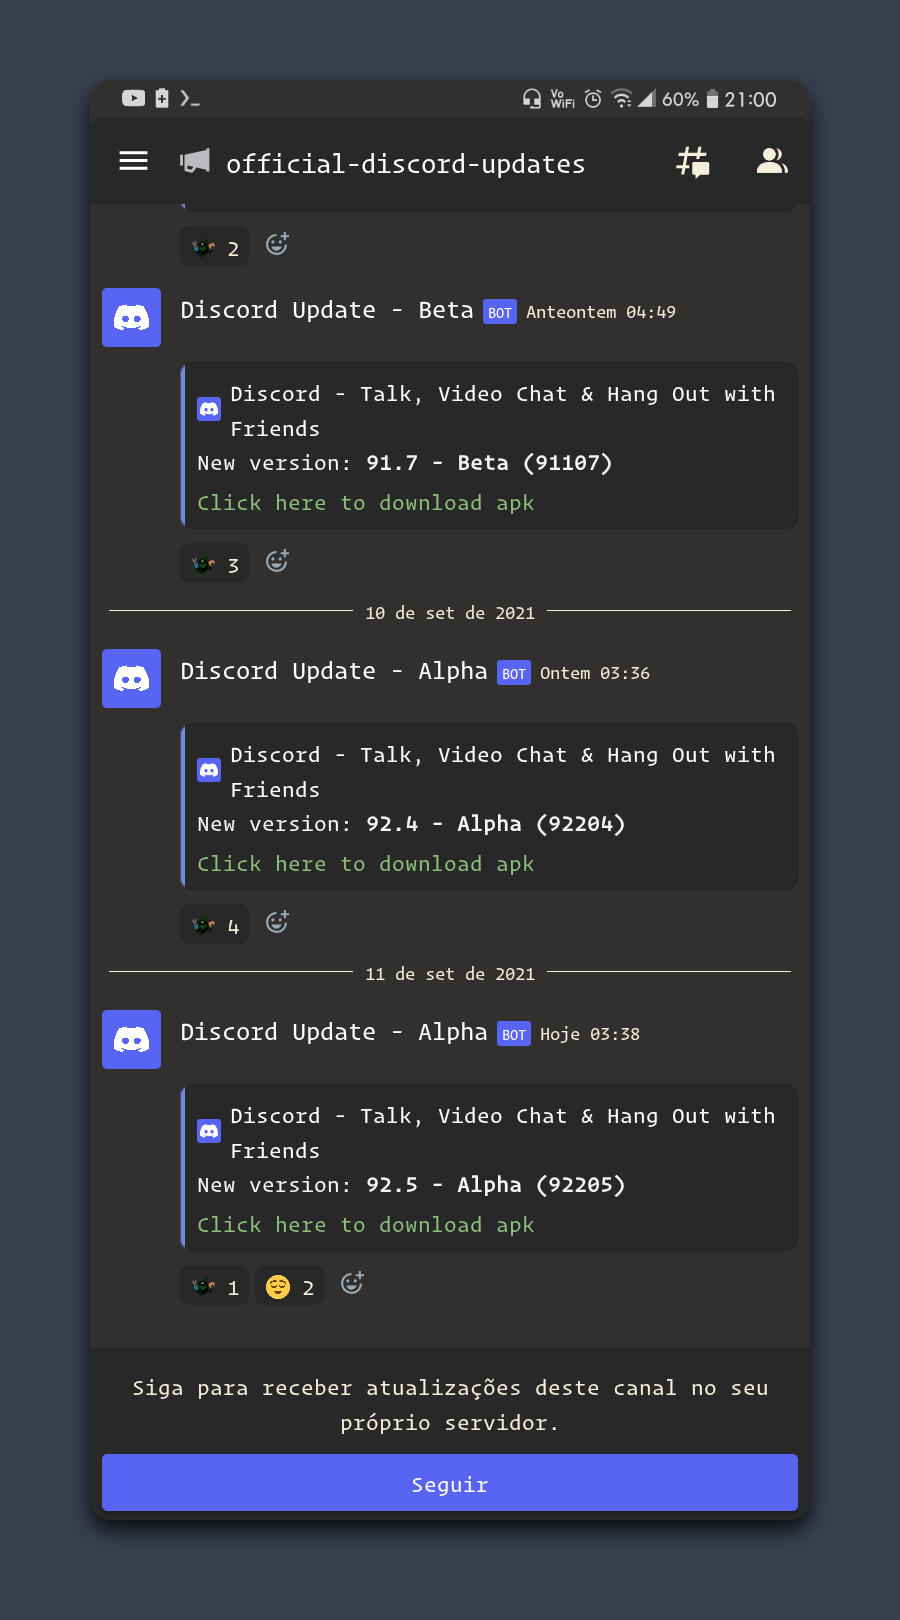 Vo
WiFi
60%
21:00
official-discord-updates
2
Discord Update - Beta BOT Anteontem 04:49
Discord - Talk, Video Chat & Hang Out with
Friends
New version: 91.7 - Beta (91107)
Click here to download apk
3
10 de set de 2021
Discord Update - Alpha BOT Ontem 03:36
Discord - Talk, Video Chat & Hang Out with
Friends
New version: 92.4 - Alpha (92204)
Click here to download apk
4
11 de set de 2021
Discord Update - Alpha BOT Hoje 03:38
Discord - Talk, Video Chat & Hang Out with
Friends
New version: 92.5 - Alpha (92205)
Click here to download apk
1 2
Siga para receber atualizações deste canal no seu
próprio servidor.
Seguir